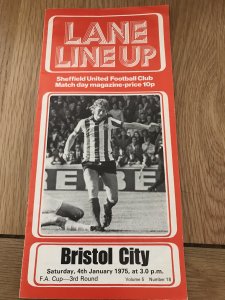 LANE
LINE UP
Sheffield United Football Club
Match day magazine-price 10p
Bristol City
Saturday, 4th January 1975, at 3.0 p.m.
F.A. Cup—3rd Round Volume 5 Number 16